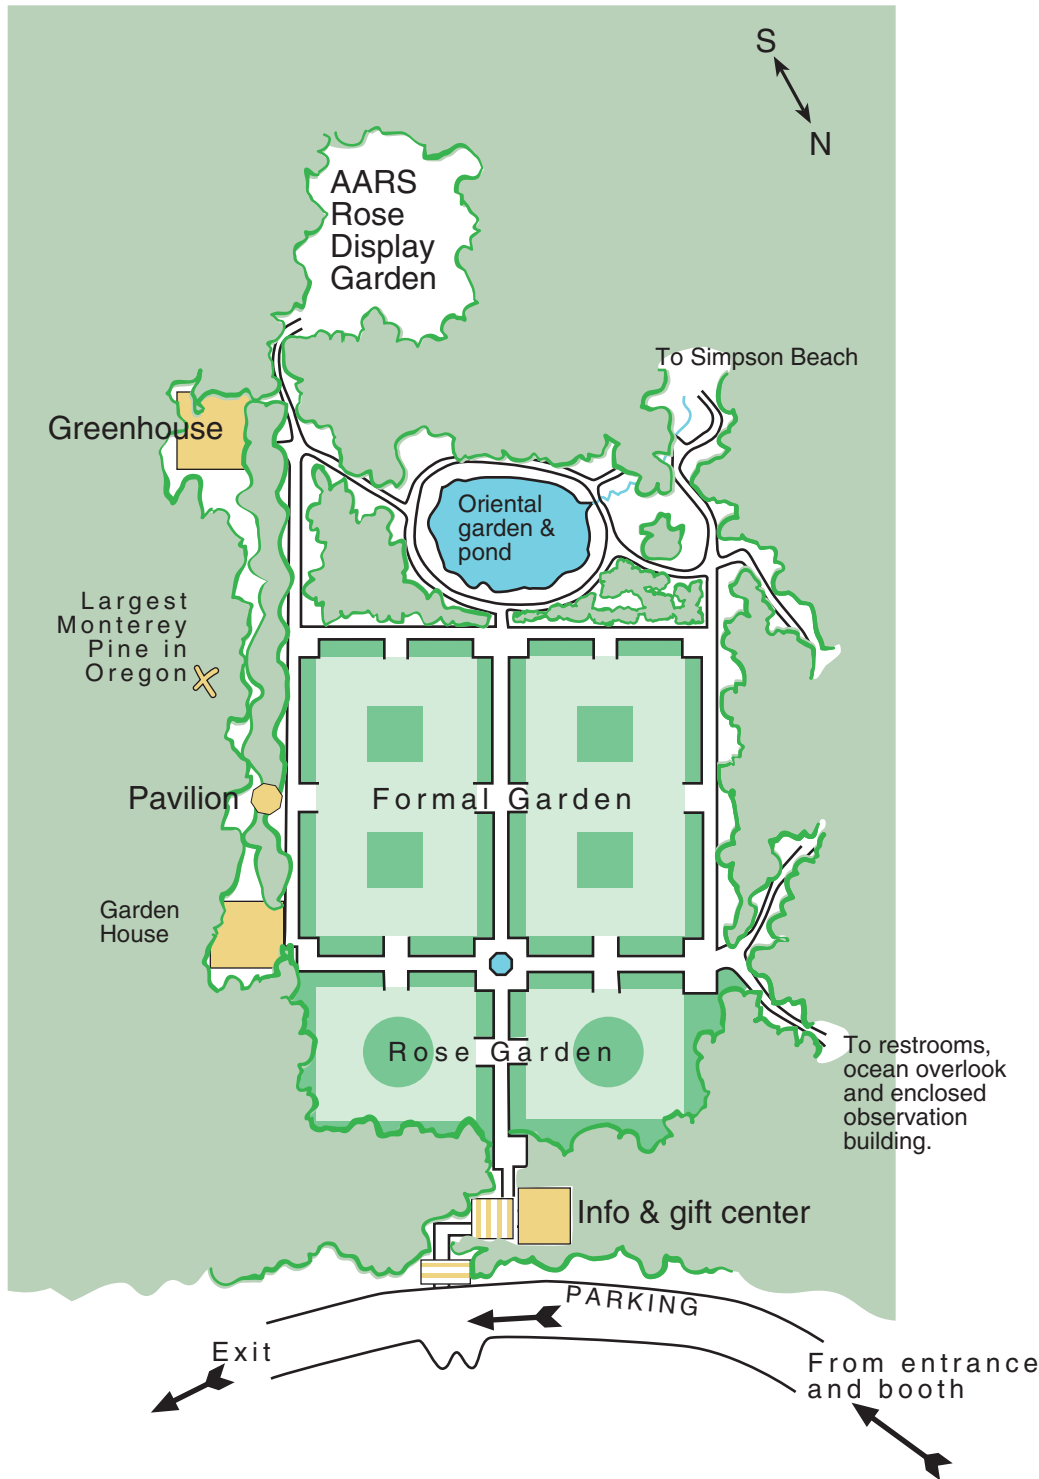 S
N
AARS
Rose
Display
Garden
To Simpson Beach
Greenhouse
Oriental
garden &
pond
Largest
Monterey
Pine in
Oregon
Pavilion
Formal Garden
Garden
House
Rose Garden
To restrooms,
ocean overlook
and enclosed
observation
building.
Info & gift center
PARKING
Exit
From entrance
and booth